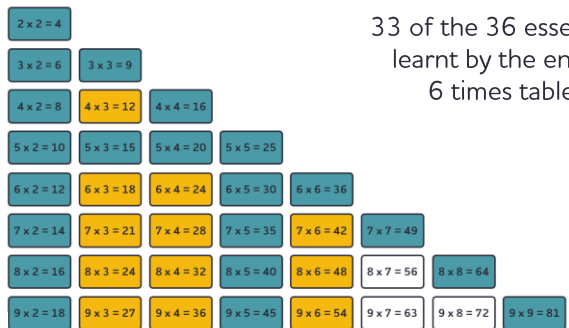 33 of the 36
learnt by the
6 times
2 x 2 = 4
3 x 2 = 6 3 x 3 = 9
4 x 2 = 8 4 x 3 = 12 4 x 4 = 16
5 x 2 = 10 5 x 3 = 15 5 x 4 = 20 5 x 5 = 25
6 x 2 = 12 6 x 3 = 18 6 x 4 = 24 6 x 5 = 30 6 x 6 = 36
7 x 2 = 14 7 x 3 = 21 7 x 4 = 28 7 x 5 = 35 7 x 6 = 42 7 x 7 = 49
8 x 2 = 16 8 x 3 = 24 8 x 4 = 32 8 x 5 = 40 8 x 6 = 48 8 x 7 = 56 8 x 8 = 64
9 x 2 = 18 9 x 3 = 27 9 x 4 = 36 9 x 5 = 45 9 x 6 = 54 9 x 7 = 63 9 x 8 = 72 9 x 9 = 81